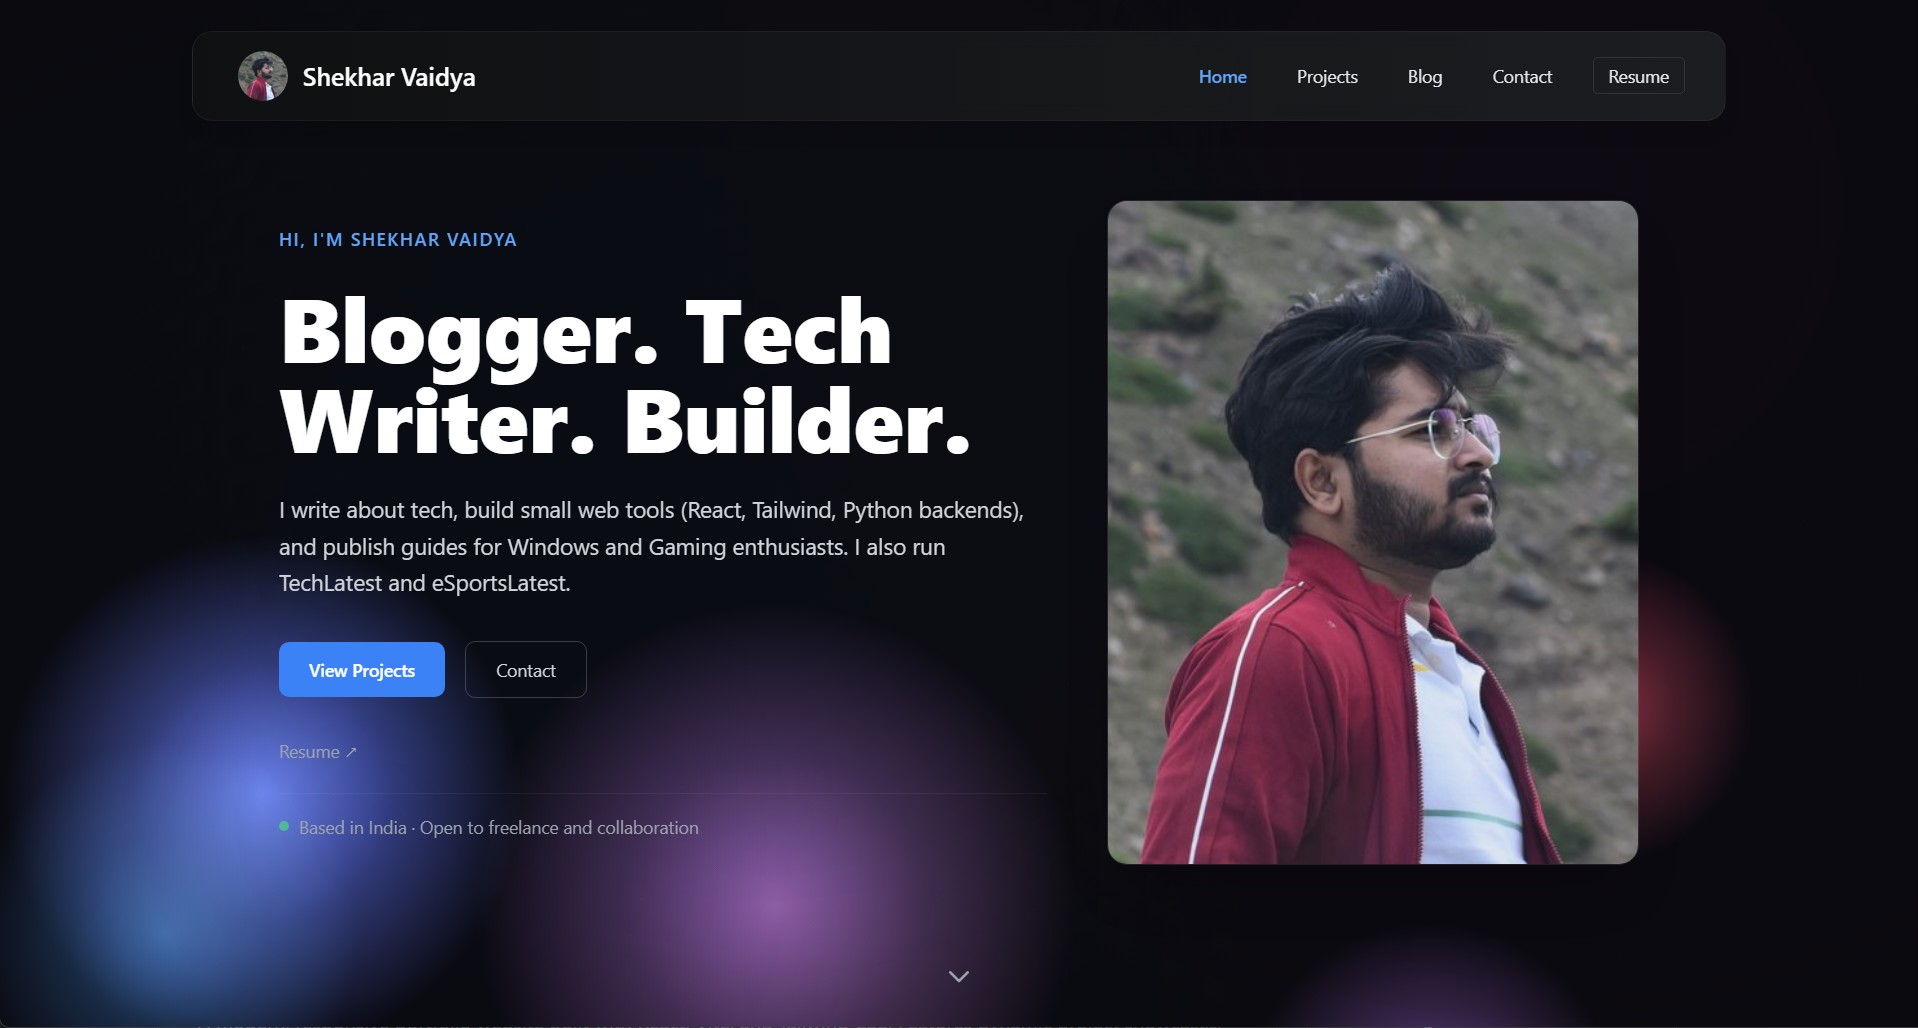 Shekhar Vaidya
Home
Projects
Blog
Contact
Resume
HI, I'M SHEKHAR VAIDYA
Blogger. Tech
Writer. Builder.
I write about tech, build small web tools (React, Tailwind, Python backends),
and publish guides for Windows and Gaming enthusiasts. I also run
TechLatest and eSportsLatest.
View Projects
Contact
Resume ↗
Based in India · Open to freelance and collaboration